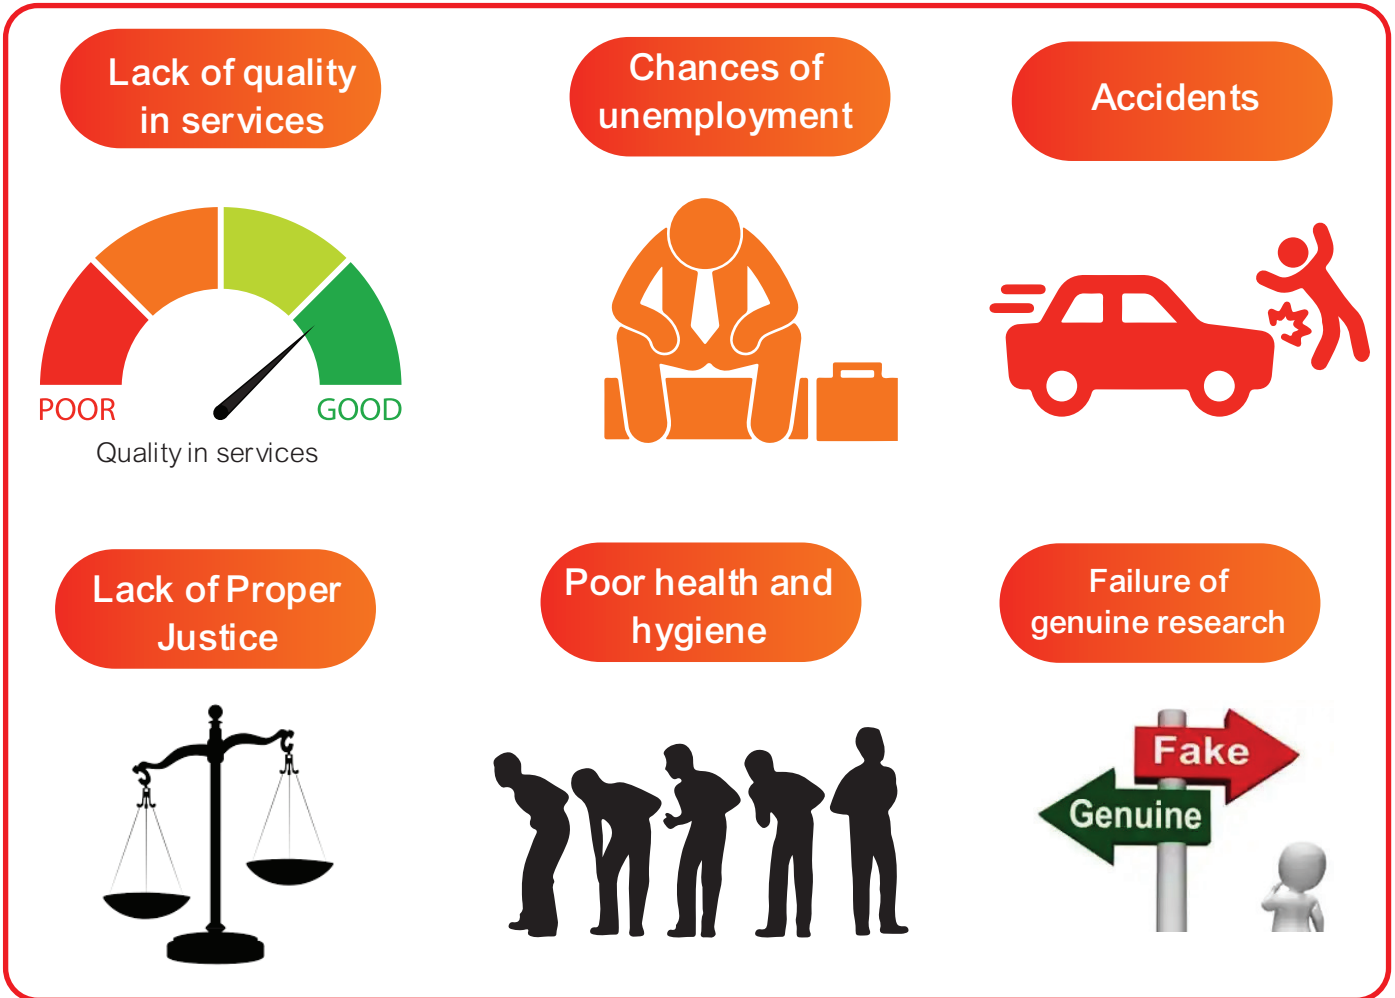 Lack of quality
in services
Chances of
unemployment
Accidents
POOR
GOOD
Quality in services
Lack of Proper
Justice
Poor health and
hygiene
Failure of
genuine research
Fake
Genuine